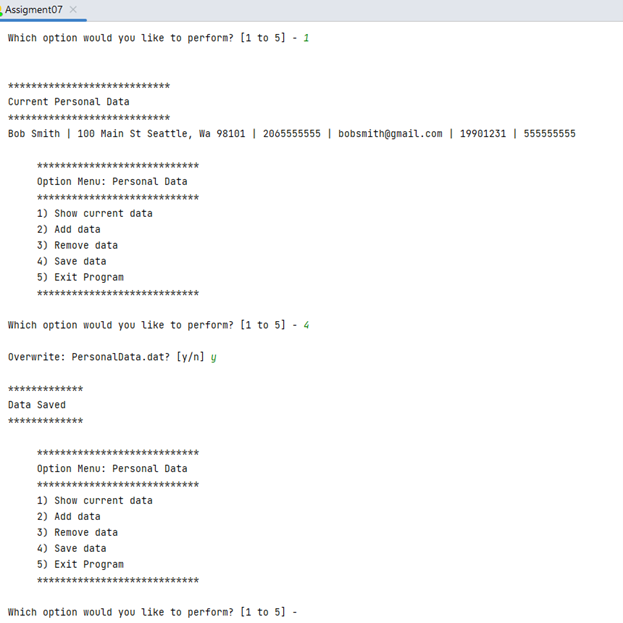 Assigment07
Which option would you like to perform? [1 to 5] - 1
****************************
Current Personal Data
****************************
Bob Smith | 100 Main St Seattle, Wa 98101 | 2065555555 | bobsmith@gmail.com | 19901231 | 555555555
****************************
Option Menu: Personal Data
****************************
1) Show current data
2) Add data
3) Remove data
4) Save data
5) Exit Program
****************************
Which option would you like to perform? [1 to 5] - 4
Overwrite: PersonalData.dat? [y/n] y
*************
Data Saved
*************
****************************
Option Menu: Personal Data
****************************
1) Show current data
2) Add data
3) Remove data
4) Save data
5) Exit Program
****************************
Which option would you like to perform? [1 to 5] -